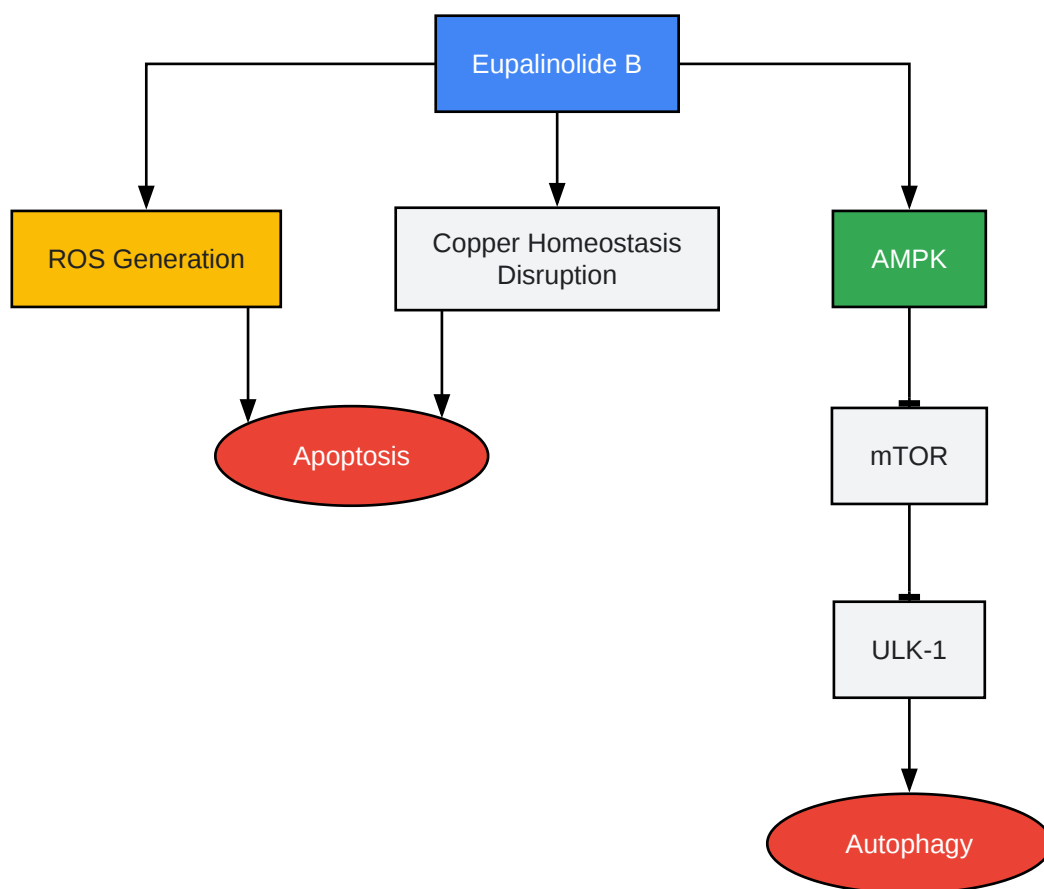 Eupalinolide B
ROS Generation
Copper Homeostasis
Disruption
AMPK
Apoptosis
mTOR
ULK-1
Autophagy